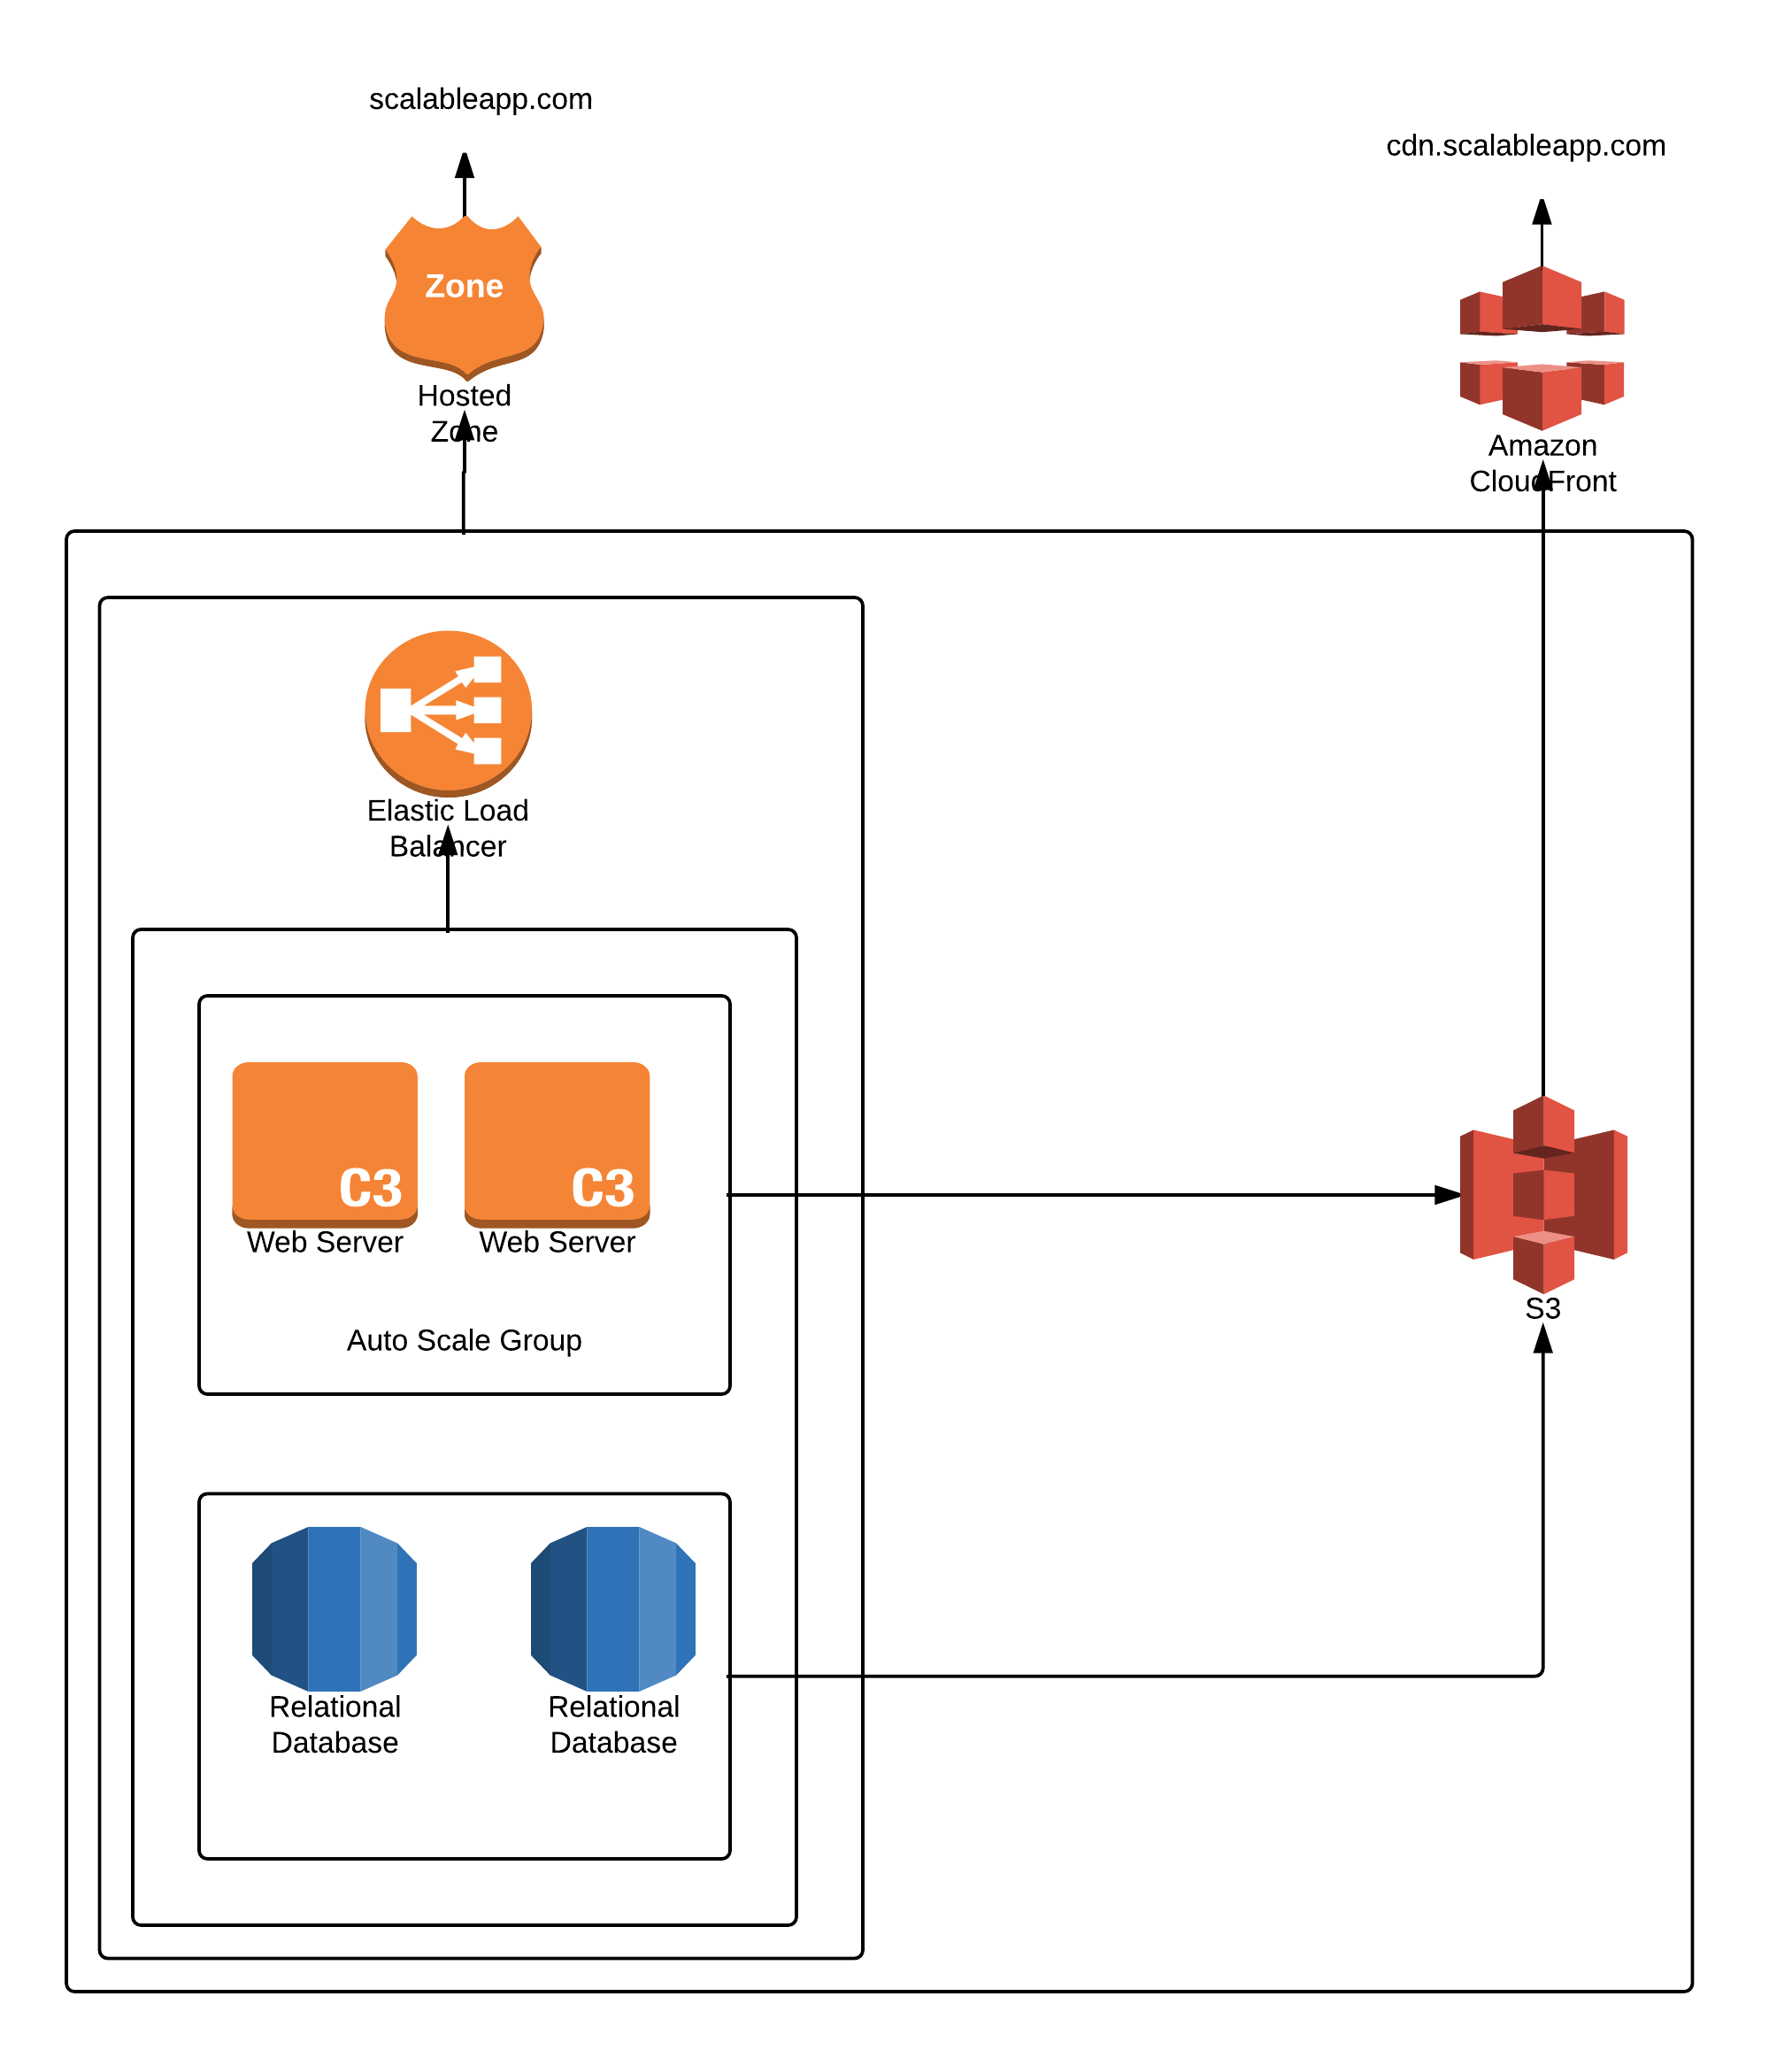 scalableapp.com
cdn.scalableapp.com
Zone
Hosted
Zone
Amazon
CloudFront
Elastic Load
Balancer
C3
C3
Web Server
Web Server
Auto Scale Group
S3
Relational
Database
Relational
Database